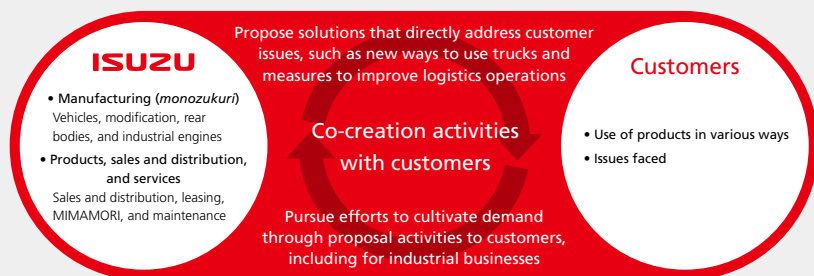 ISUZU
• Manufacturing (monozukuri)
Vehicles, modification, rear
bodies, and industrial engines
• Products, sales and distribution,
and services
Sales and distribution, leasing,
MIMAMORI, and maintenance
Propose solutions that directly address customer
issues, such as new ways to use trucks and
measures to improve logistics operations
Co-creation activities
with customers
Pursue efforts to cultivate demand
through proposal activities to customers,
including for industrial businesses
Customers
• Use of products in various ways
• Issues faced